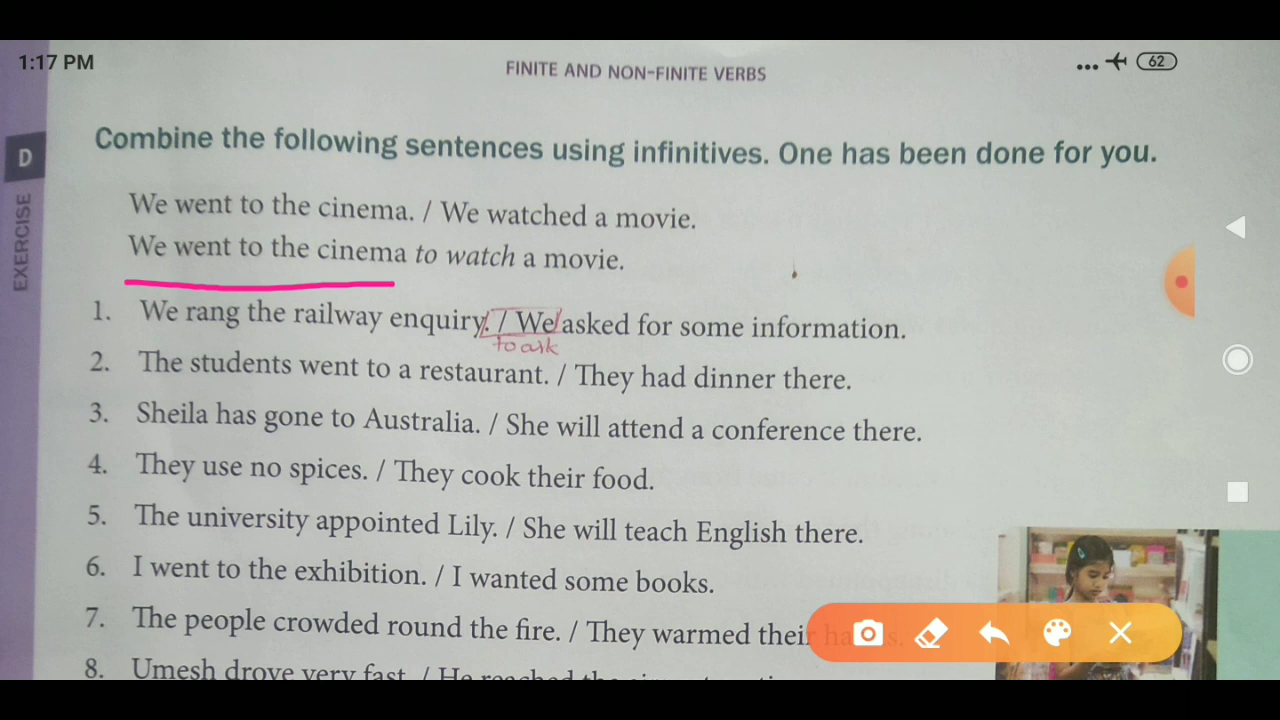 1:17 PM
62
FINITE AND NON-FINITE VERBS
D
EXERCISE
Combine the following sentences using infinitives. One has been done for you.
We went to the cinema. / We watched a movie.
We went to the cinema to watch a movie.
1. We rang the railway enquiry. / We asked for some information.
to ask
2. The students went to a restaurant. / They had dinner there.
3. Sheila has gone to Australia. / She will attend a conference there.
4. They use no spices. / They cook their food.
5. The university appointed Lily. / She will teach English there.
6. I went to the exhibition. / I wanted some books.
7. The people crowded round the fire. / They warmed their hands.
8. Umesh drove very fast. / He reached the